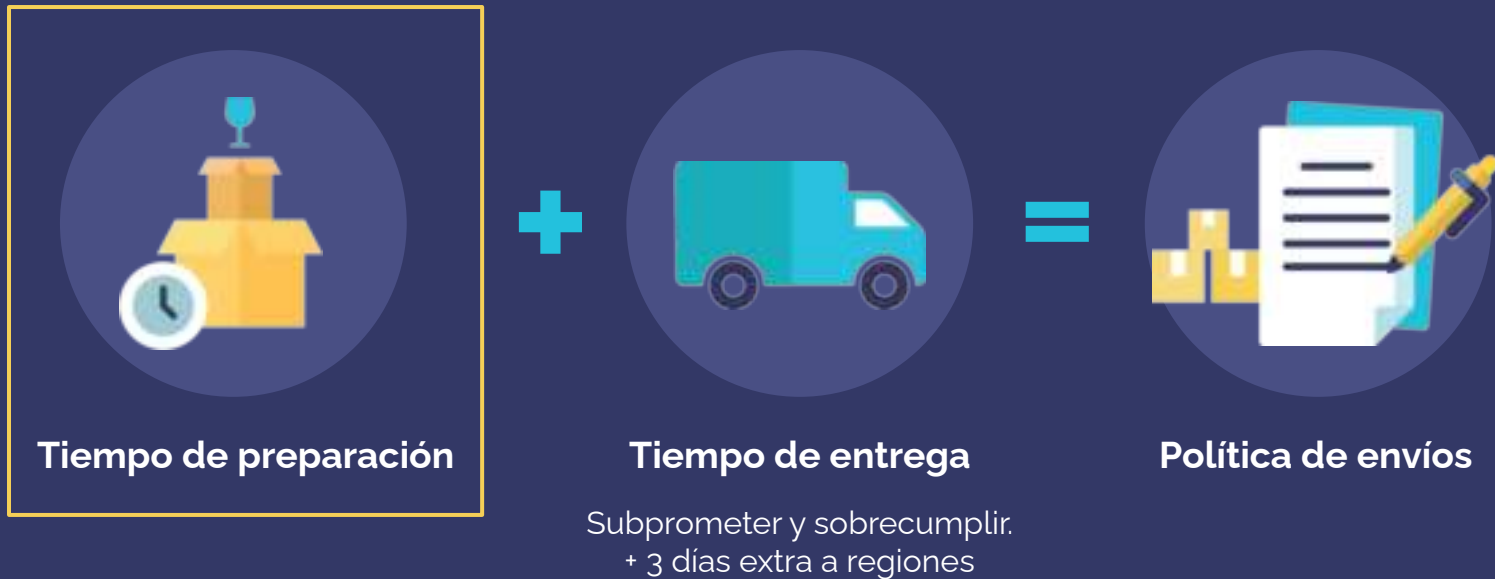 Tiempo de preparación
Tiempo de entrega
Política de envíos
Subprometer y sobrecumplir.
+ 3 días extra a regiones